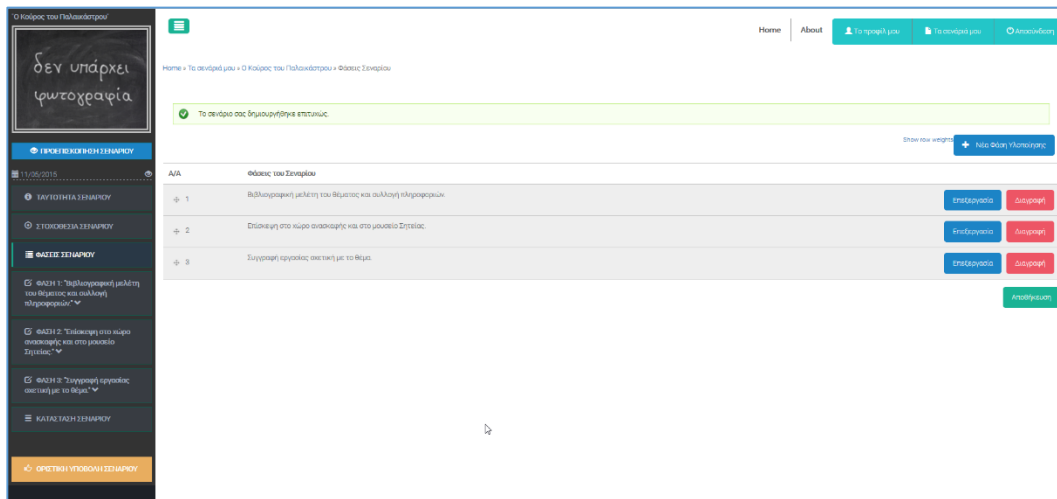 'Ο Κούρος του Παλαικάστρου'
δεν υπάρχει
φωτογραφία
ΠΡΟΕΠΙΣΚΟΠΗΣΗ ΣΕΝΑΡΙΟΥ
11/05/2015
ΤΑΥΤΟΤΗΤΑ ΣΕΝΑΡΙΟΥ
ΣΤΟΧΟΘΕΣΙΑ ΣΕΝΑΡΙΟΥ
ΦΑΣΕΙΣ ΣΕΝΑΡΙΟΥ
ΦΑΣΗ 1: "Βιβλιογραφική μελέτη
του θέματος και συλλογή
πληροφοριών."
ΦΑΣΗ 2: "Επίσκεψη στο χώρο
ανασκαφής και στο μουσείο
Σητείας."
ΦΑΣΗ 3: "Συγγραφή εργασίας
σχετική με το θέμα."
ΚΑΤΑΣΤΑΣΗ ΣΕΝΑΡΙΟΥ
ΟΡΙΣΤΙΚΗ ΥΠΟΒΟΛΗ ΣΕΝΑΡΙΟΥ
Home About Το προφίλ μου Τα σενάριά μου Αποσύνδεση
Home » Τα σενάριά μου » Ο Κούρος του Παλαικάστρου » Φάσεις Σεναρίου
Το σενάριο σας δημιουργήθηκε επιτυχώς.
Show row weights Νέα Φάση Υλοποίησης
Α/Α Φάσεις του Σεναρίου
1 Βιβλιογραφική μελέτη του θέματος και συλλογή πληροφοριών. Επεξεργασία Διαγραφή
2 Επίσκεψη στο χώρο ανασκαφής και στο μουσείο Σητείας. Επεξεργασία Διαγραφή
3 Συγγραφή εργασίας σχετική με το θέμα. Επεξεργασία Διαγραφή
Αποθήκευση